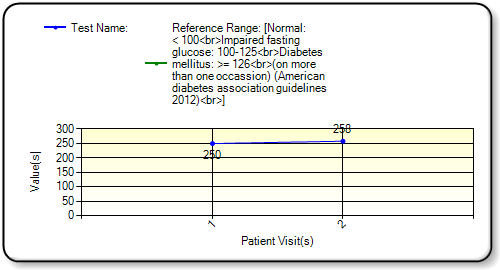 Test Name:
Reference Range: [Normal:
< 100<br>Impaired fasting
glucose: 100-125<br>Diabetes
mellitus: >= 126<br>(on more
than one occassion) (American
diabetes association guidelines
2012)<br>]
300
250
200
150
100
50
0
Value(s)
250
258
1
2
Patient Visit(s)